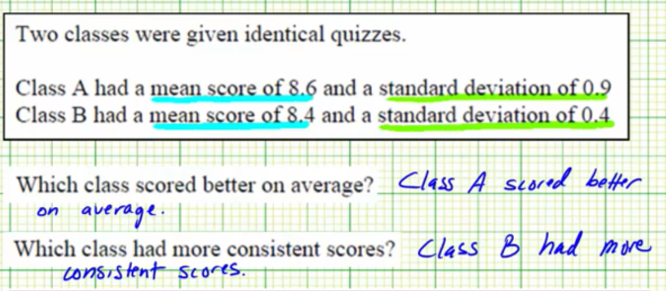 Two classes were given identical quizzes.
Class A had a mean score of 8.6 and a standard deviation of 0.9
Class B had a mean score of 8.4 and a standard deviation of 0.4
Which class scored better on average? Class A scored better
on average.
Which class had more consistent scores? Class B had more
consistent scores.